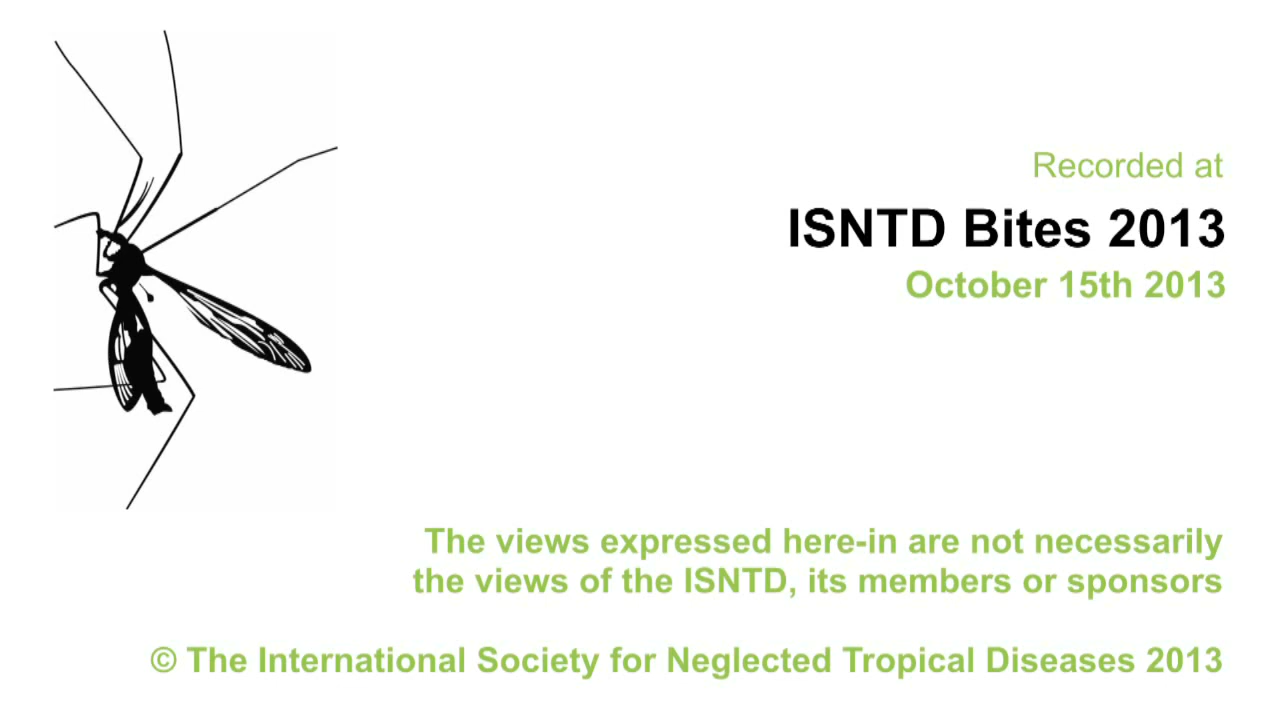 Recorded at
ISNTD Bites 2013
October 15th 2013
The views expressed here-in are not necessarily
the views of the ISNTD, its members or sponsors
© The International Society for Neglected Tropical Diseases 2013